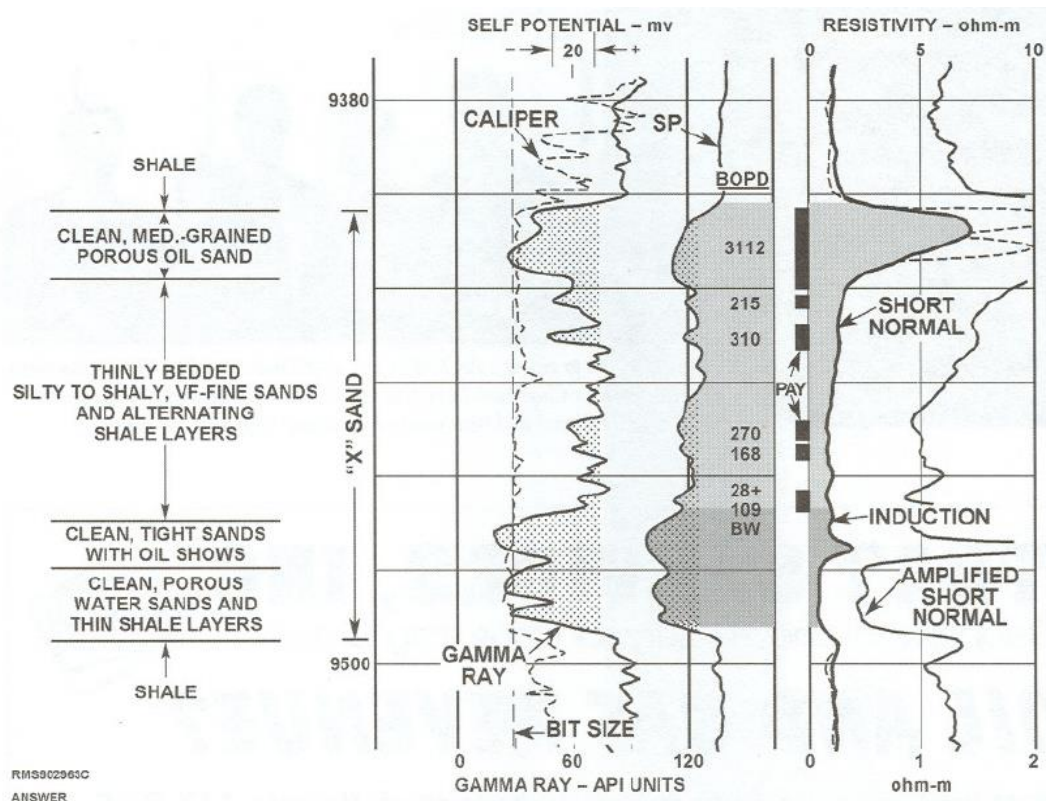 SELF POTENTIAL – mv
– 20 +
RESISTIVITY – ohm-m
0 5 10
60
9380
CALIPER
SP
BOPD
SHALE
CLEAN, MED.-GRAINED
POROUS OIL SAND
3112
215
310
SHORT
NORMAL
THINLY BEDDED
SILTY TO SHALY, VF-FINE SANDS
AND ALTERNATING
SHALE LAYERS
"X" SAND
PAY
270
168
28+
109
BW
INDUCTION
CLEAN, TIGHT SANDS
WITH OIL SHOWS
CLEAN, POROUS
WATER SANDS AND
THIN SHALE LAYERS
AMPLIFIED
SHORT
NORMAL
GAMMA
RAY
9500
SHALE
BIT SIZE
0 60 120
GAMMA RAY – API UNITS
0 1 2
ohm-m
RMS902963C
ANSWER